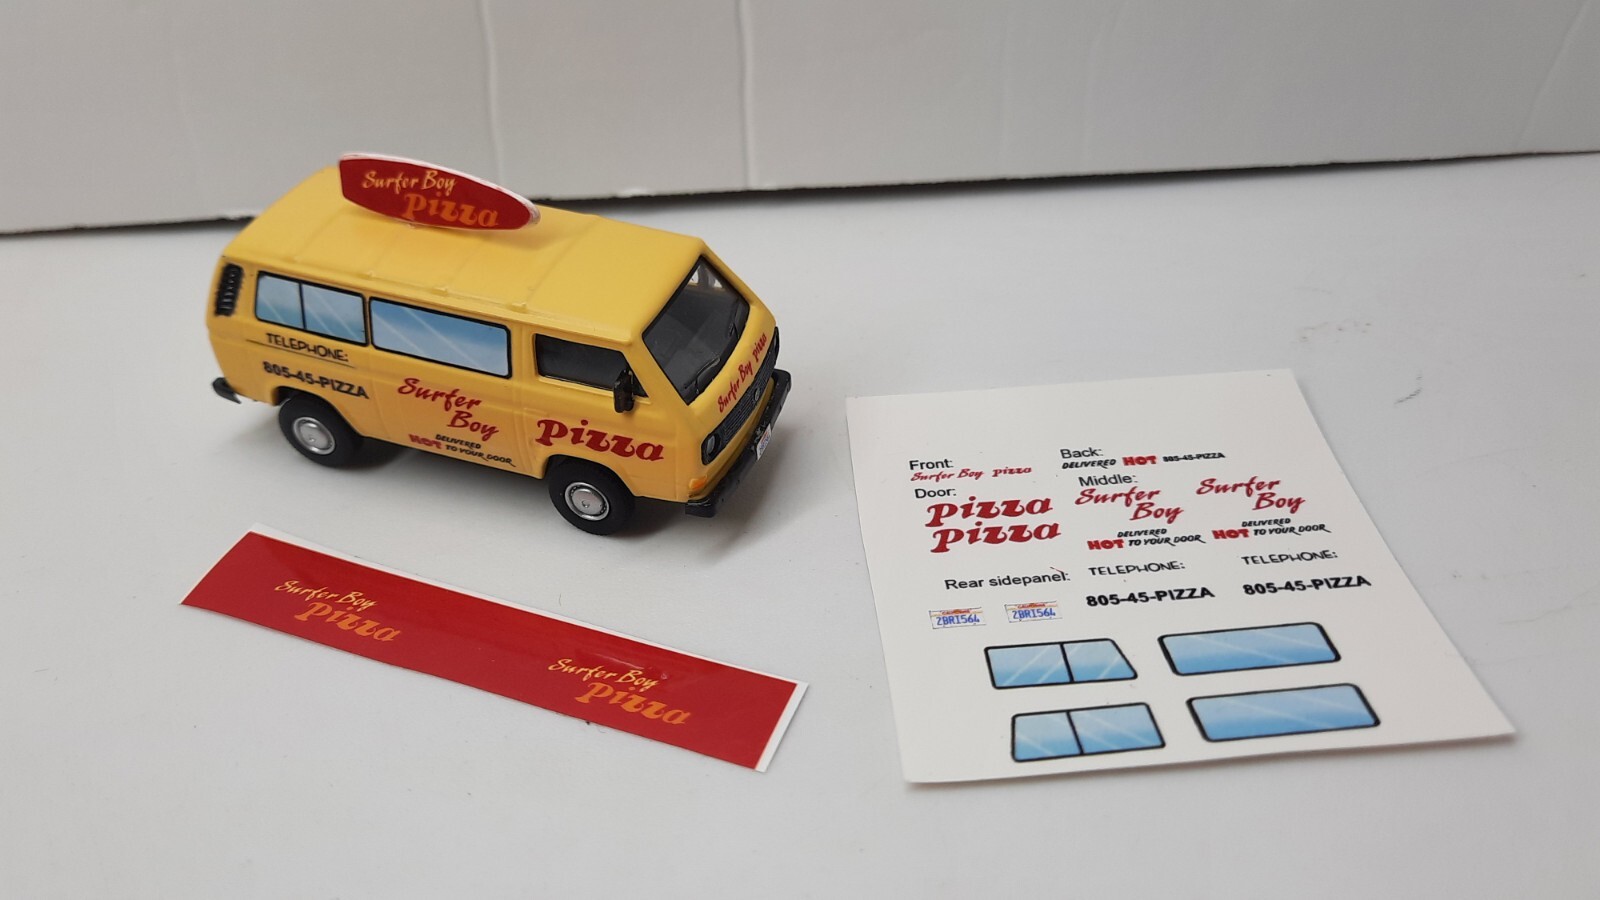 Surfer Boy
Pizza
TELEPHONE:
805-45-PIZZA
Surfer
Boy
DELIVERED
HOT TO YOUR DOOR
Pizza
Surfer Boy Pizza
Surfer Boy
Pizza
Surfer Boy
Pizza
Front:
Surfer Boy Pizza
Back:
DELIVERED HOT 805-45-PIZZA
Door:
Pizza
Pizza
Middle:
Surfer
Boy
DELIVERED
HOT TO YOUR DOOR
Surfer
Boy
DELIVERED
HOT TO YOUR DOOR
Rear sidepanel:
TELEPHONE:
805-45-PIZZA
TELEPHONE:
805-45-PIZZA
2BRI564
2BRI564